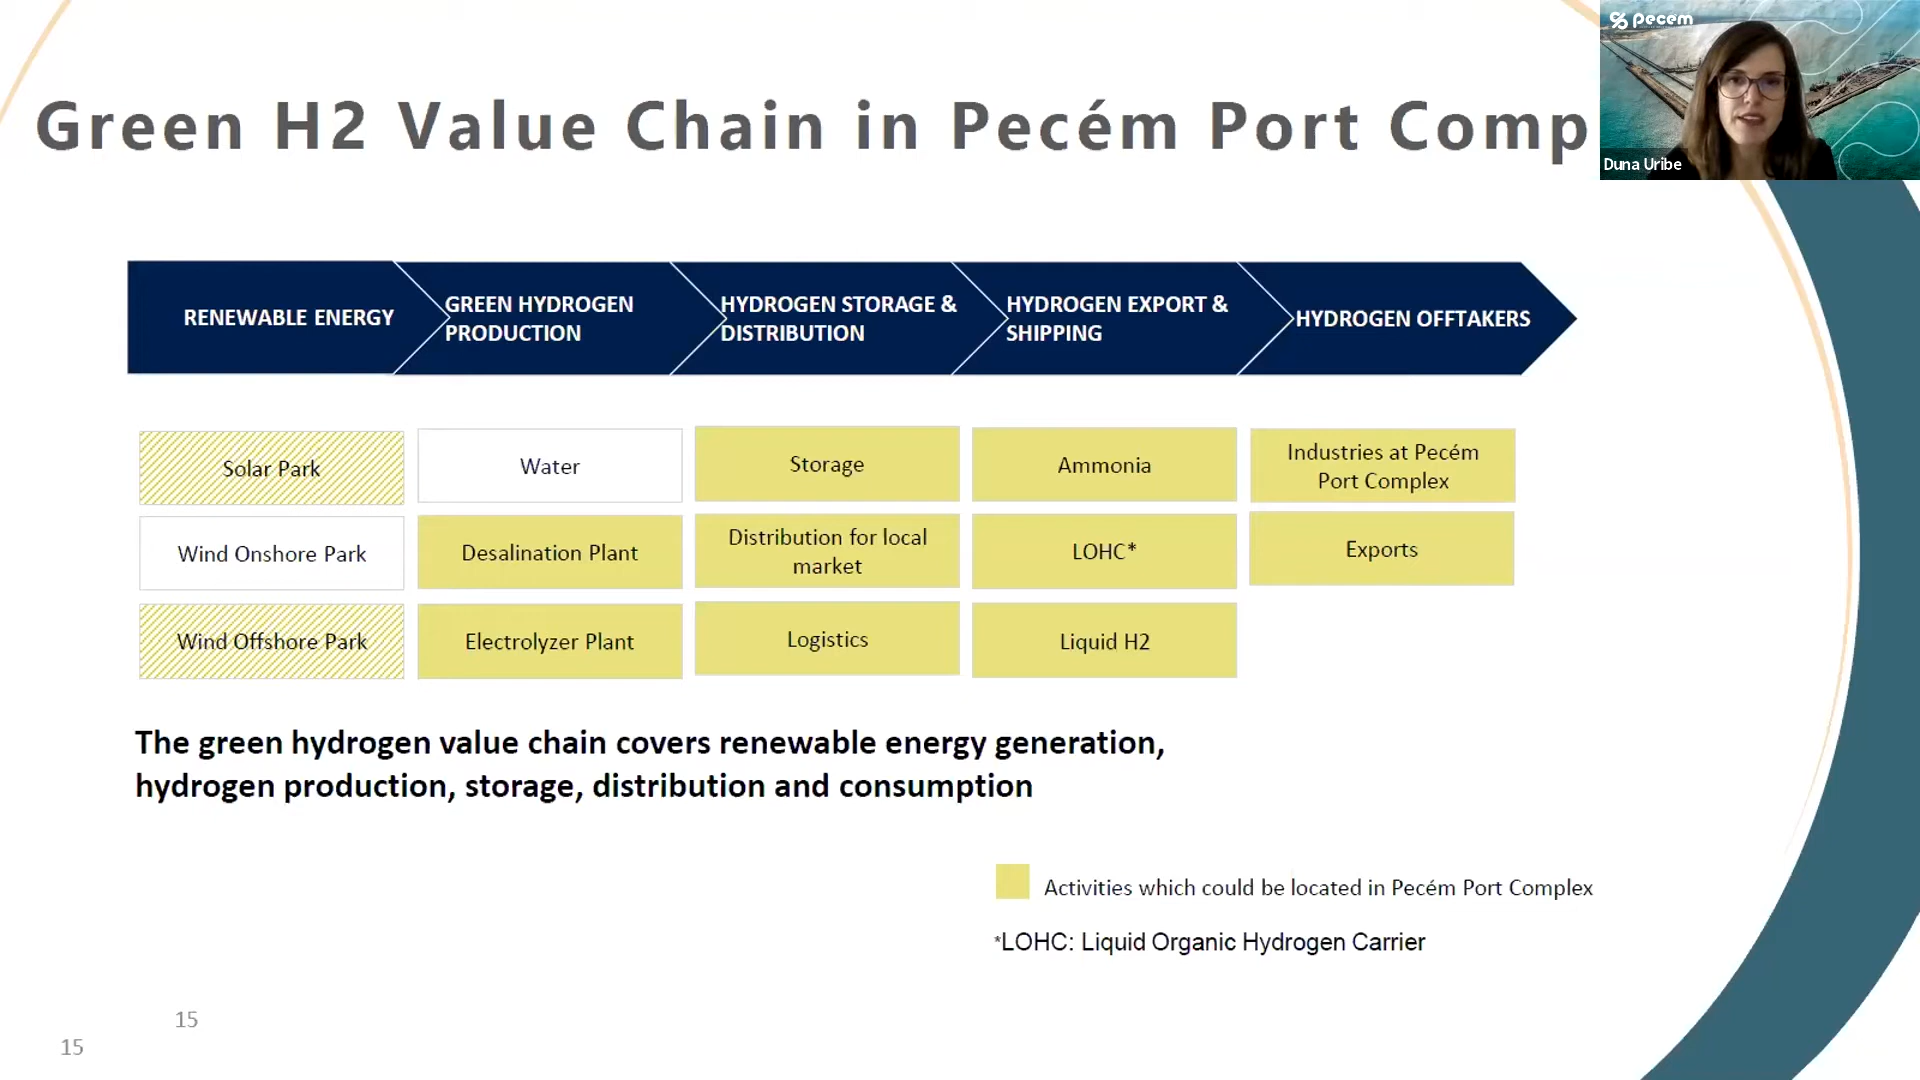 Green H2 Value Chain in Pecém Port Comp
pecem
Duna Uribe
RENEWABLE ENERGY
GREEN HYDROGEN
PRODUCTION
HYDROGEN STORAGE &
DISTRIBUTION
HYDROGEN EXPORT &
SHIPPING
HYDROGEN OFFTAKERS
Solar Park
Water
Storage
Ammonia
Industries at Pecém
Port Complex
Wind Onshore Park
Desalination Plant
Distribution for local
market
LOHC*
Exports
Wind Offshore Park
Electrolyzer Plant
Logistics
Liquid H2
The green hydrogen value chain covers renewable energy generation,
hydrogen production, storage, distribution and consumption
Activities which could be located in Pecém Port Complex
*LOHC: Liquid Organic Hydrogen Carrier
15
15